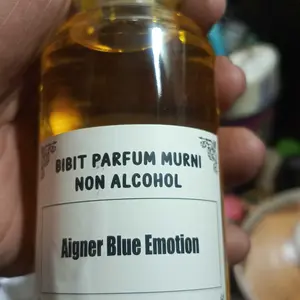 BIBIT PARFUM MURNI
NON ALCOHOL
Aigner Blue Emotion